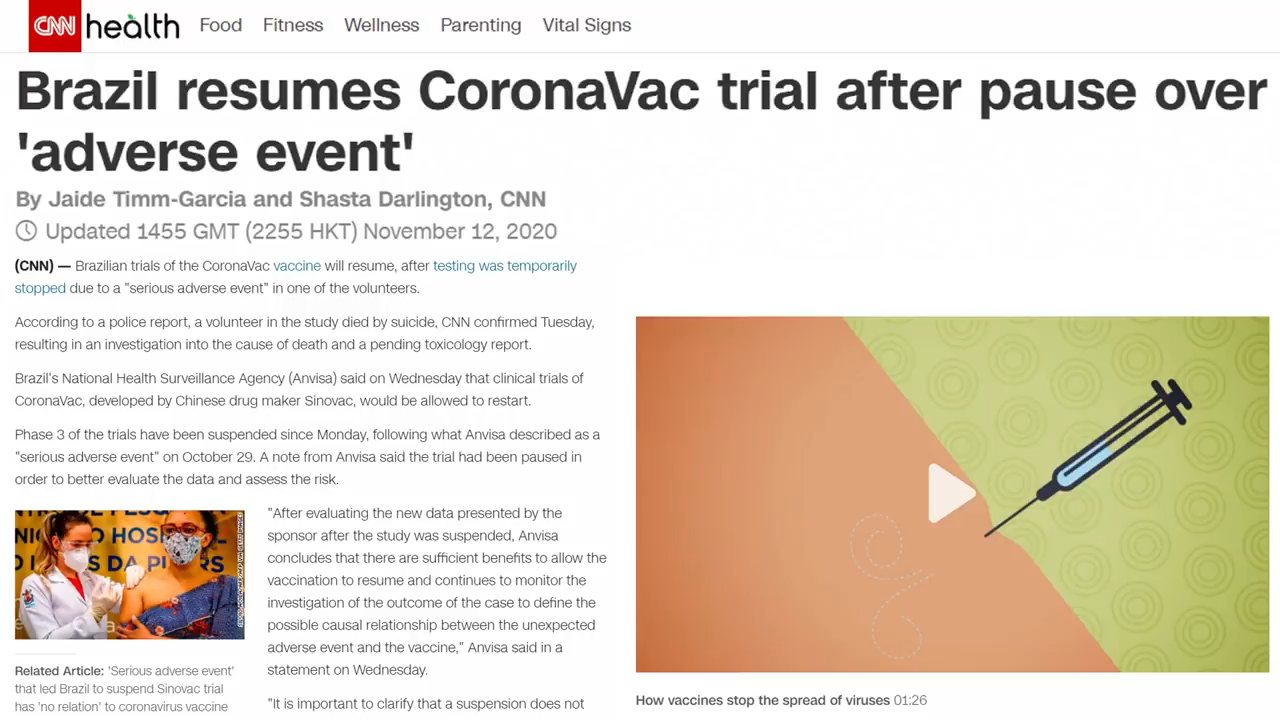 CNN health Food Fitness Wellness Parenting Vital Signs
Brazil resumes CoronaVac trial after pause over
'adverse event'
By Jaide Timm-Garcia and Shasta Darlington, CNN
Updated 1455 GMT (2255 HKT) November 12, 2020
(CNN) — Brazilian trials of the CoronaVac vaccine will resume, after testing was temporarily
stopped due to a "serious adverse event" in one of the volunteers.
According to a police report, a volunteer in the study died by suicide, CNN confirmed Tuesday,
resulting in an investigation into the cause of death and a pending toxicology report.
Brazil's National Health Surveillance Agency (Anvisa) said on Wednesday that clinical trials of
CoronaVac, developed by Chinese drug maker Sinovac, would be allowed to restart.
Phase 3 of the trials have been suspended since Monday, following what Anvisa described as a
"serious adverse event" on October 29. A note from Anvisa said the trial had been paused in
order to better evaluate the data and assess the risk.
"After evaluating the new data presented by the
sponsor after the study was suspended, Anvisa
concludes that there are sufficient benefits to allow the
vaccination to resume and continues to monitor the
investigation of the outcome of the case to define the
possible causal relationship between the unexpected
adverse event and the vaccine," Anvisa said in a
statement on Wednesday.
"It is important to clarify that a suspension does not
Related Article: 'Serious adverse event'
that led Brazil to suspend Sinovac trial
has 'no relation' to coronavirus vaccine
How vaccines stop the spread of viruses 01:26